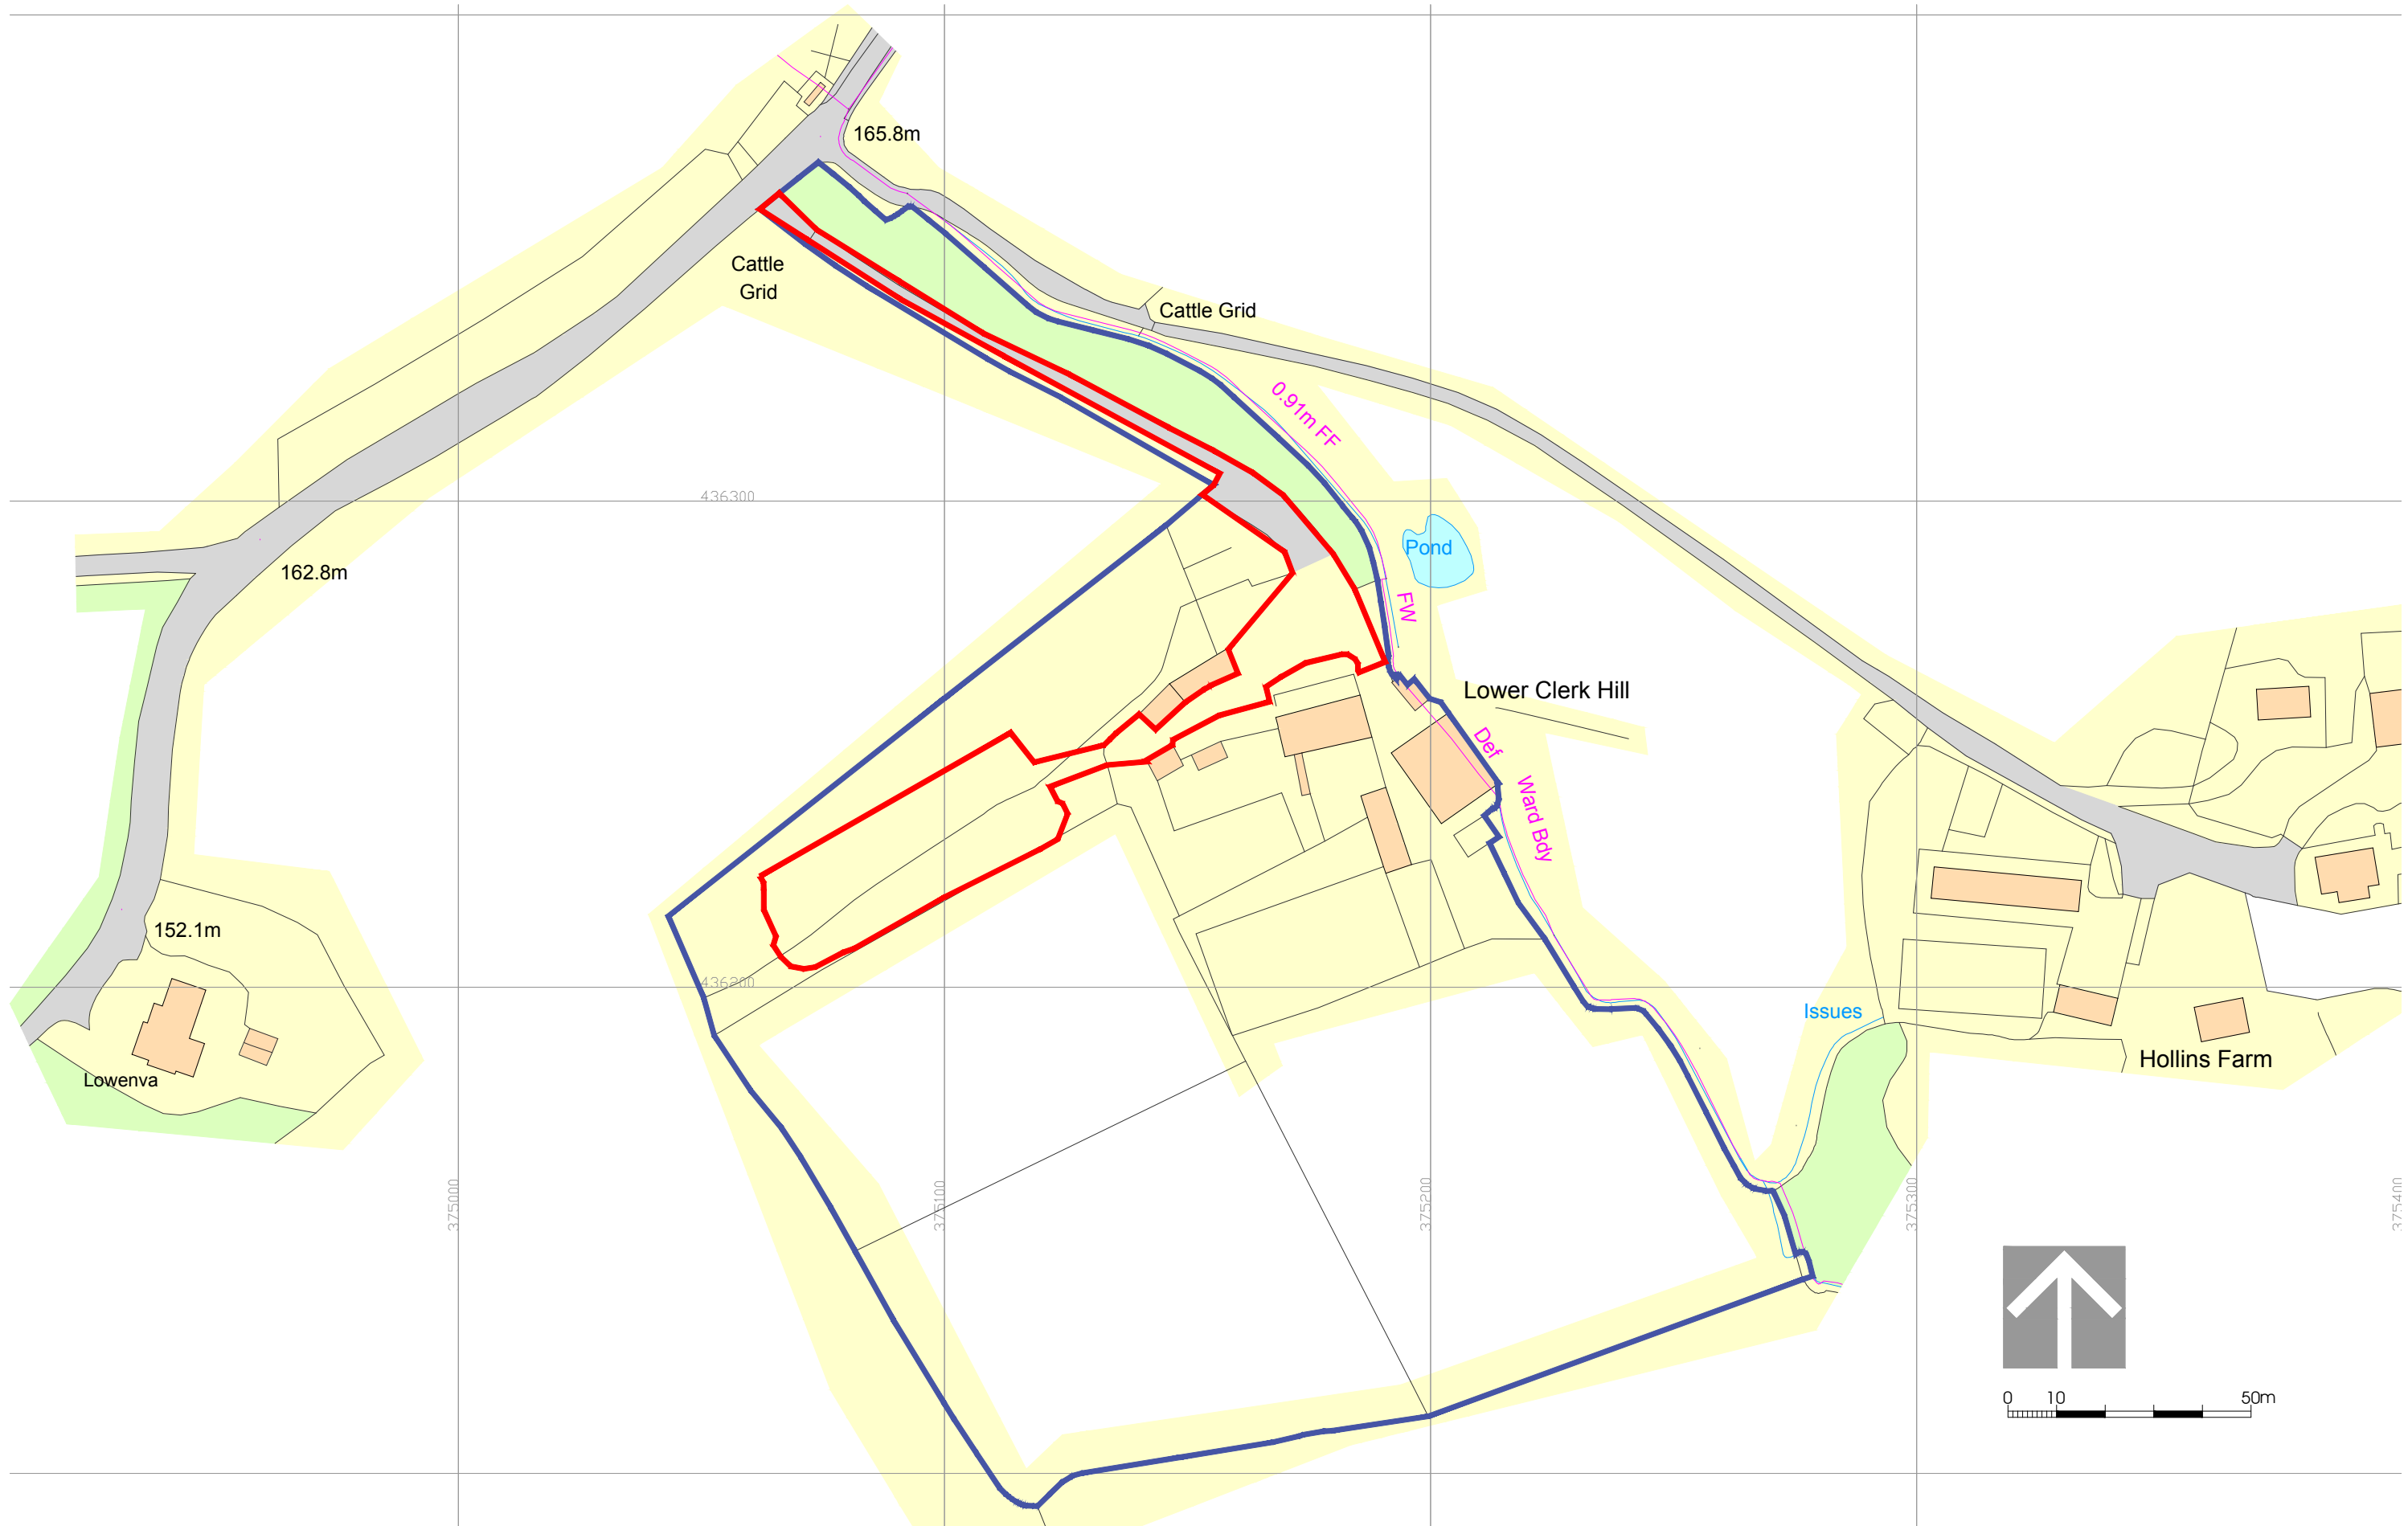 165.8m
Cattle
Grid
Cattle Grid
0.91m FF
436300
Pond
162.8m
FW
Lower Clerk Hill
Def
Ward Bdy
152.1m
436200
Issues
Hollins Farm
Lowenva
375000
375100
375200
375300
375400
0 10 50m